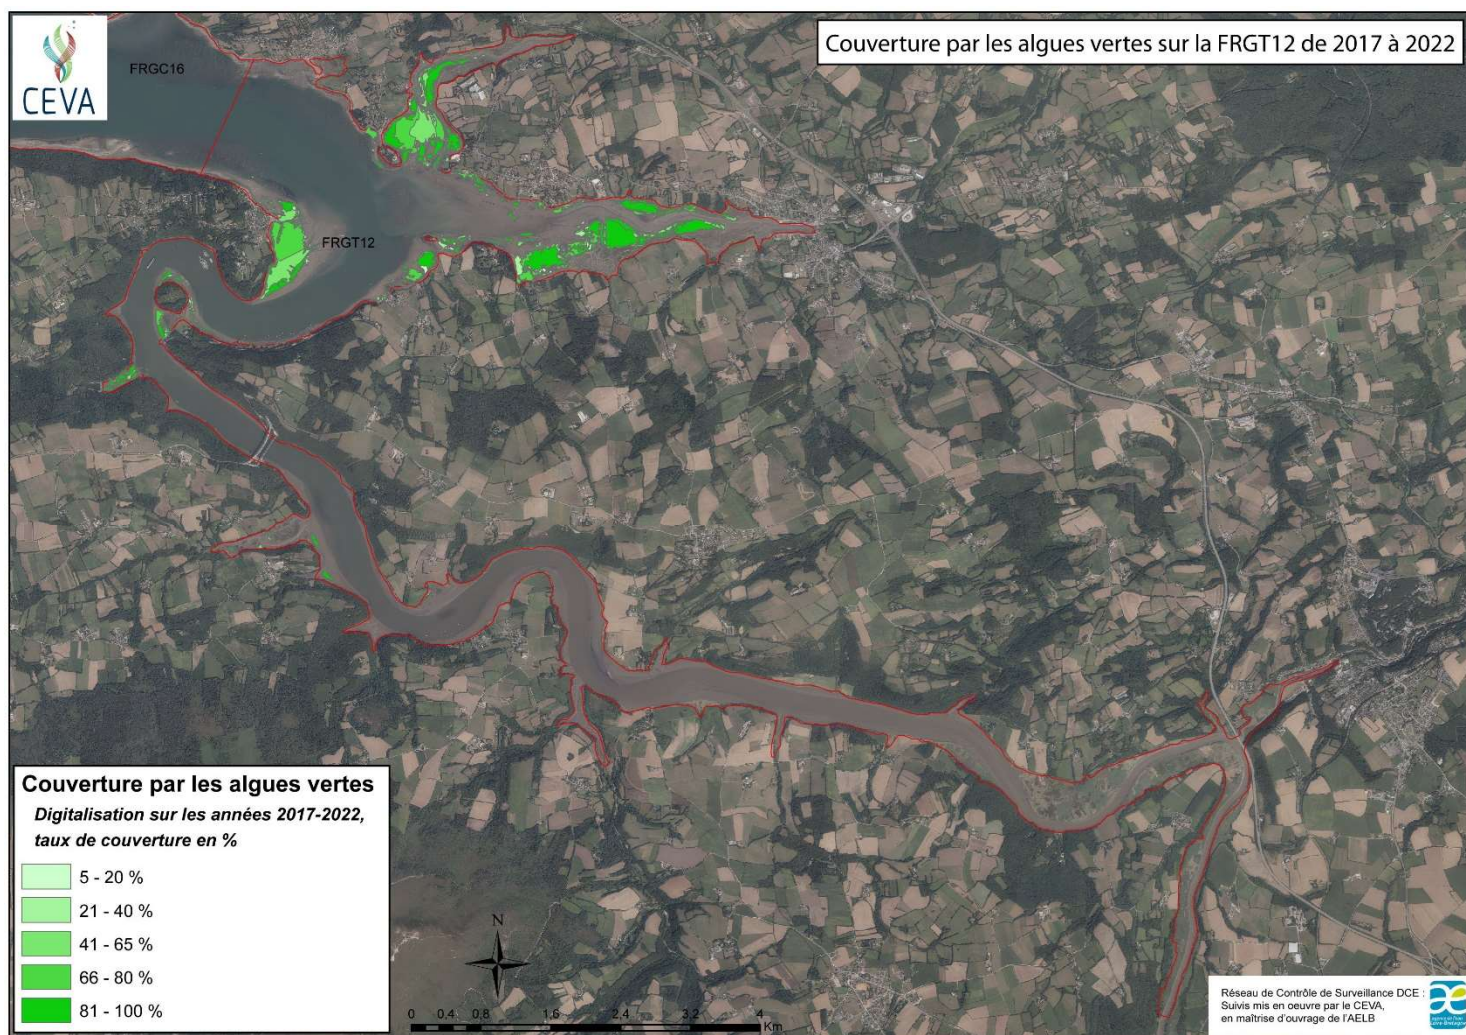 Couverture par les algues vertes sur la FRGT12 de 2017 à 2022
CEVA
FRGC16
FRGT12
Couverture par les algues vertes
Digitalisation sur les années 2017-2022,
taux de couverture en %
5 - 20 %
21 - 40 %
41 - 65 %
66 - 80 %
81 - 100 %
N
0 0,4 0,8 1,6 2,4 3,2 4
Km
Réseau de Contrôle de Surveillance DCE :
Suivis mis en oeuvre par le CEVA,
en maîtrise d'ouvrage de l'AELB